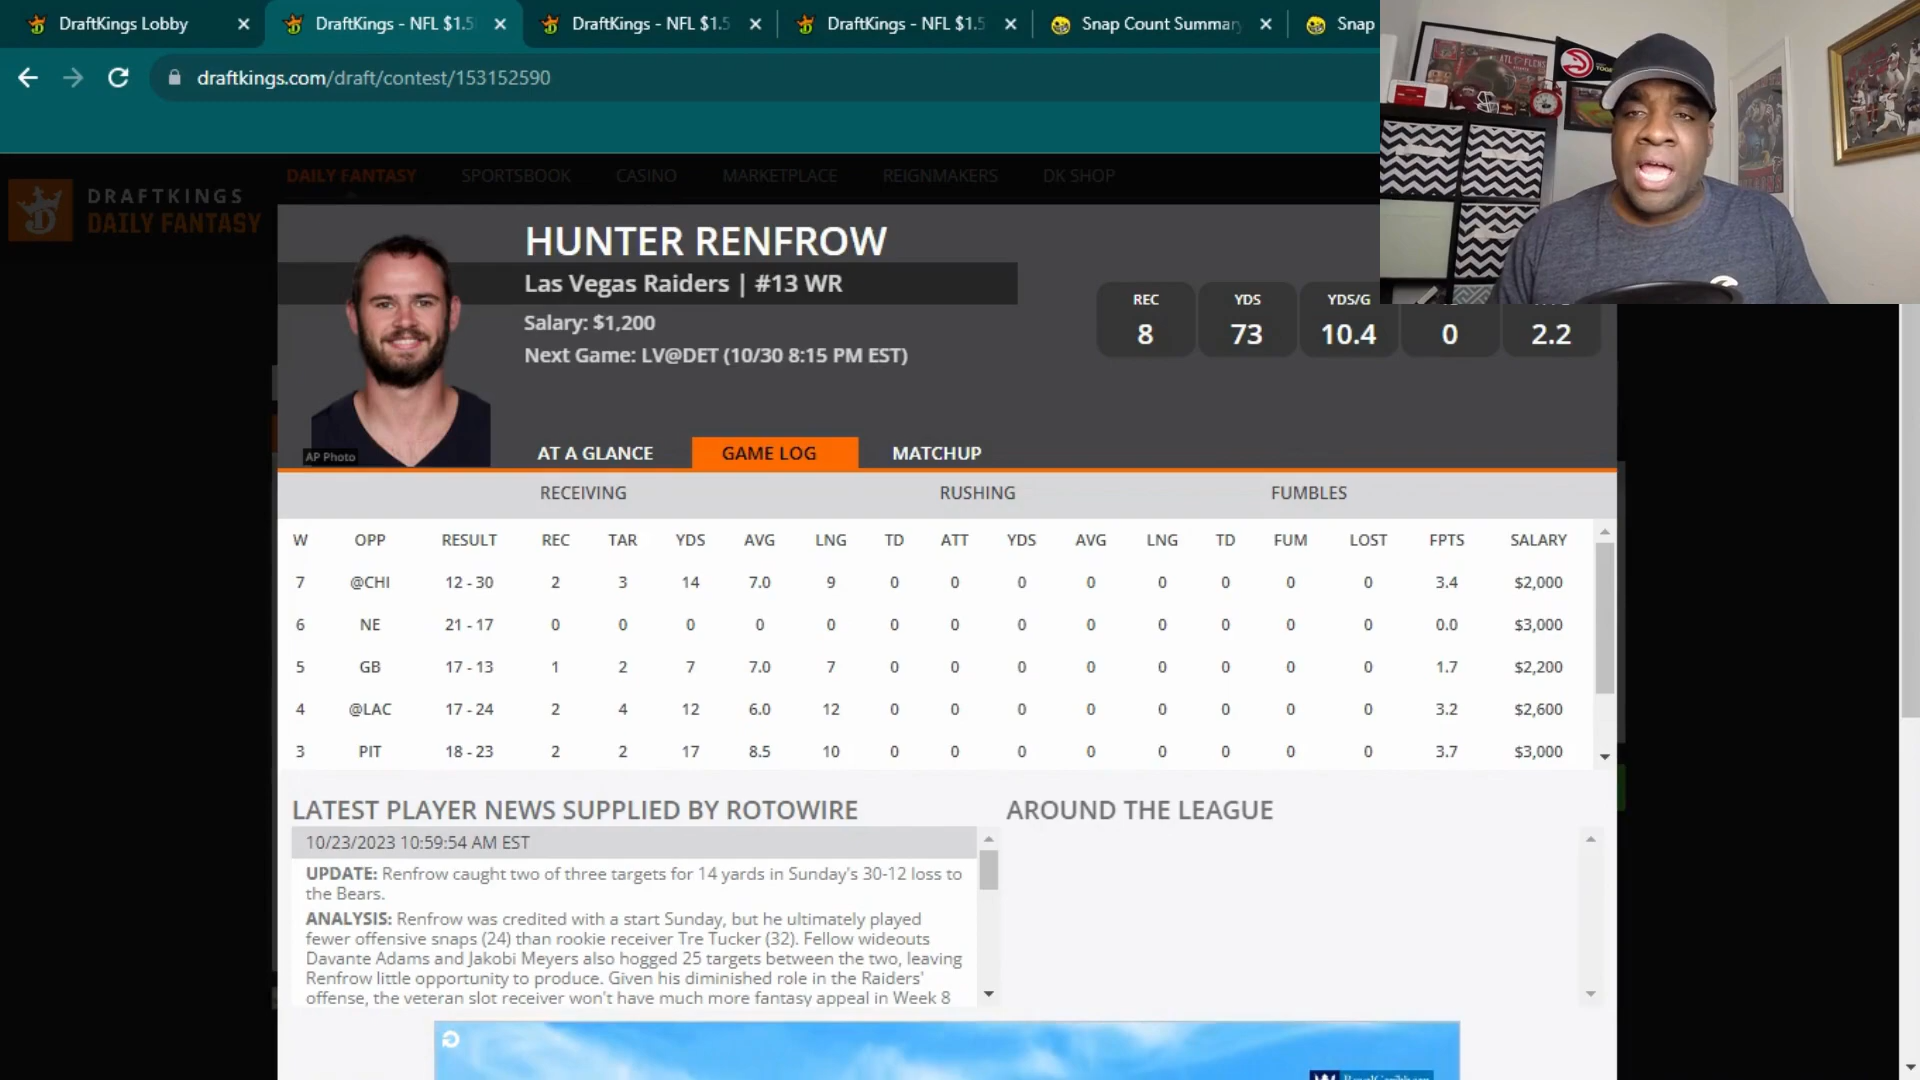 DraftKings Lobby
DraftKings - NFL $1.5
DraftKings - NFL $1.5
DraftKings - NFL $1.5
Snap Count Summary
Snap
draftkings.com/draft/contest/153152590
DRAFTKINGS
DAILY FANTASY
DAILY FANTASY SPORTSBOOK CASINO MARKETPLACE REIGNMAKERS DK SHOP
HUNTER RENFROW
Las Vegas Raiders | #13 WR
Salary: $1,200
Next Game: LV@DET (10/30 8:15 PM EST)
AP Photo
REC YDS YDS/G
8 73 10.4 0 2.2
AT A GLANCE GAME LOG MATCHUP
RECEIVING RUSHING FUMBLES
W OPP RESULT REC TAR YDS AVG LNG TD ATT YDS AVG LNG TD FUM LOST FPTS SALARY
7 @CHI 12 - 30 2 3 14 7.0 9 0 0 0 0 0 0 0 0 3.4 $2,000
6 NE 21 - 17 0 0 0 0 0 0 0 0 0 0 0 0 0 0.0 $3,000
5 GB 17 - 13 1 2 7 7.0 7 0 0 0 0 0 0 0 0 1.7 $2,200
4 @LAC 17 - 24 2 4 12 6.0 12 0 0 0 0 0 0 0 0 3.2 $2,600
3 PIT 18 - 23 2 2 17 8.5 10 0 0 0 0 0 0 0 0 3.7 $3,000
LATEST PLAYER NEWS SUPPLIED BY ROTOWIRE
10/23/2023 10:59:54 AM EST
UPDATE: Renfrow caught two of three targets for 14 yards in Sunday's 30-12 loss to
the Bears.
ANALYSIS: Renfrow was credited with a start Sunday, but he ultimately played
fewer offensive snaps (24) than rookie receiver Tre Tucker (32). Fellow wideouts
Davante Adams and Jakobi Meyers also hogged 25 targets between the two, leaving
Renfrow little opportunity to produce. Given his diminished role in the Raiders'
offense, the veteran slot receiver won't have much more fantasy appeal in Week 8
AROUND THE LEAGUE